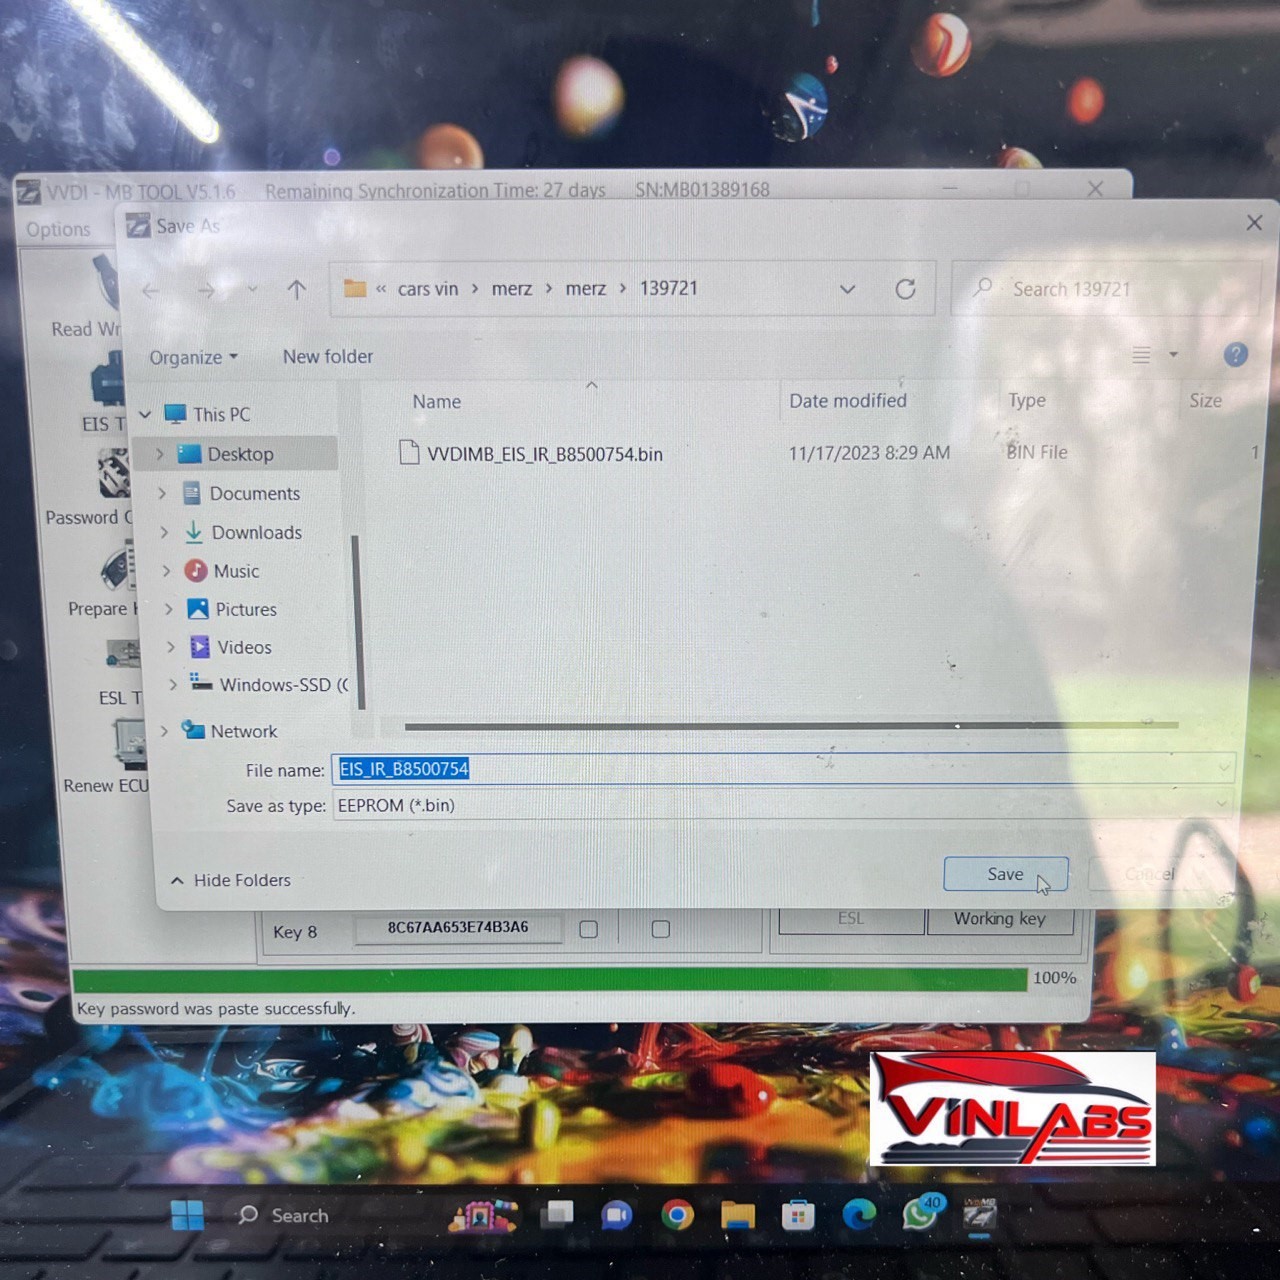 VVDI - MB TOOL V5.1.6 Remaining Synchronization Time: 27 days SN:MB01389168
Options
Save As
« cars vin > merz > merz > 139721
Search 139721
Organize
New folder
Name
Date modified
Type
Size
This PC
Desktop
Documents
Downloads
Music
Pictures
Videos
Windows-SSD (C
Network
VVDIMB_EIS_IR_B8500754.bin
11/17/2023 8:29 AM
BIN File
1
File name: EIS_IR_B8500754
Save as type: EEPROM (*.bin)
Hide Folders
Save
Cancel
Read Wr
EIS T
Password C
Prepare
ESL T
Renew ECU
Key 8
8C67AA653E74B3A6
ESL
Working key
100%
Key password was paste successfully.
ViNLABS
Search
40